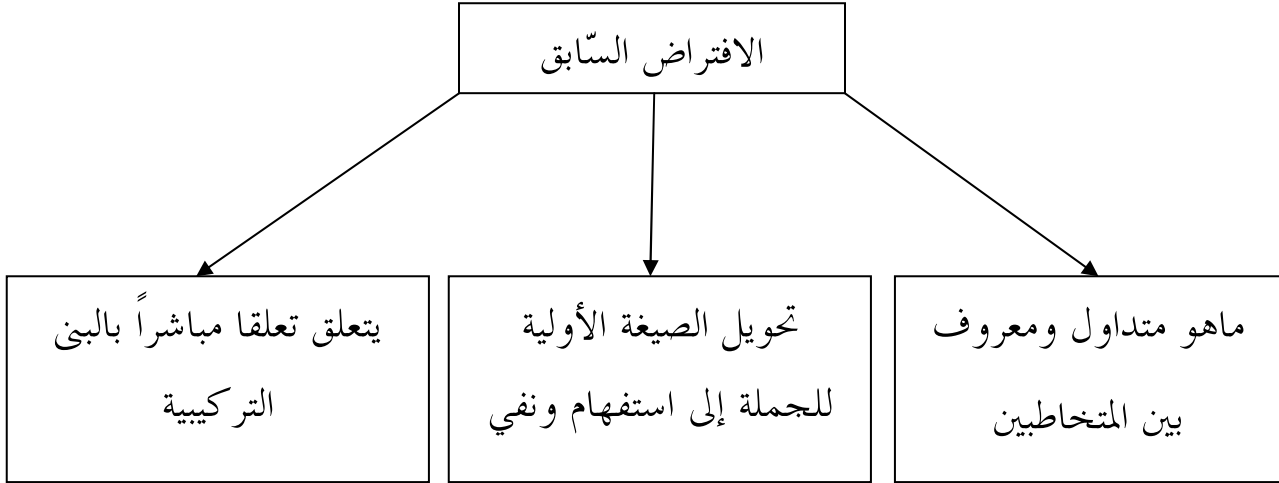 الافتراض السّابق
ماهو متداول ومعروف
بين المتخاطبين
تحويل الصيغة الأولية
للجملة إلى استفهام ونفي
يتعلق تعلقا مباشراً بالبنى
التركيبية